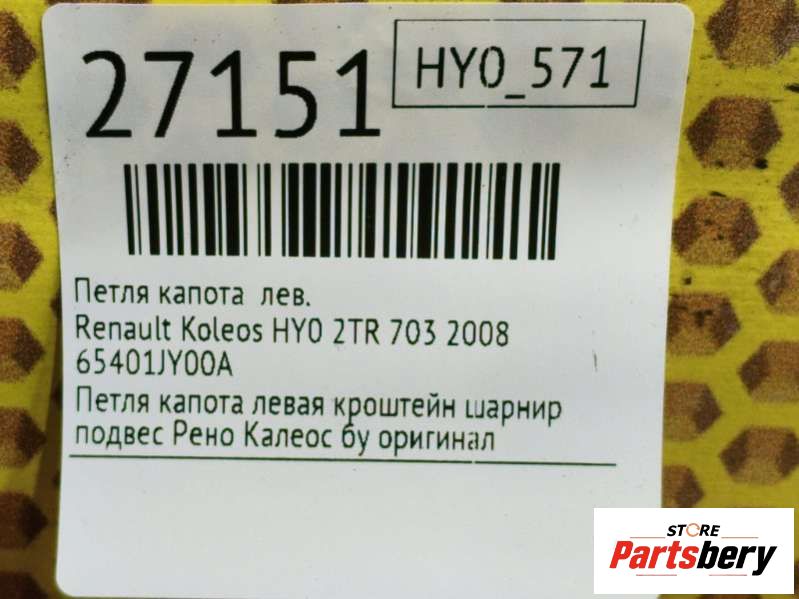 27151
HY0_571
Петля капота лев.
Renault Koleos HY0 2TR 703 2008
65401JY00A
Петля капота левая кроштейн шарнир
подвес Рено Калеос бу оригинал
STORE
Partsbery